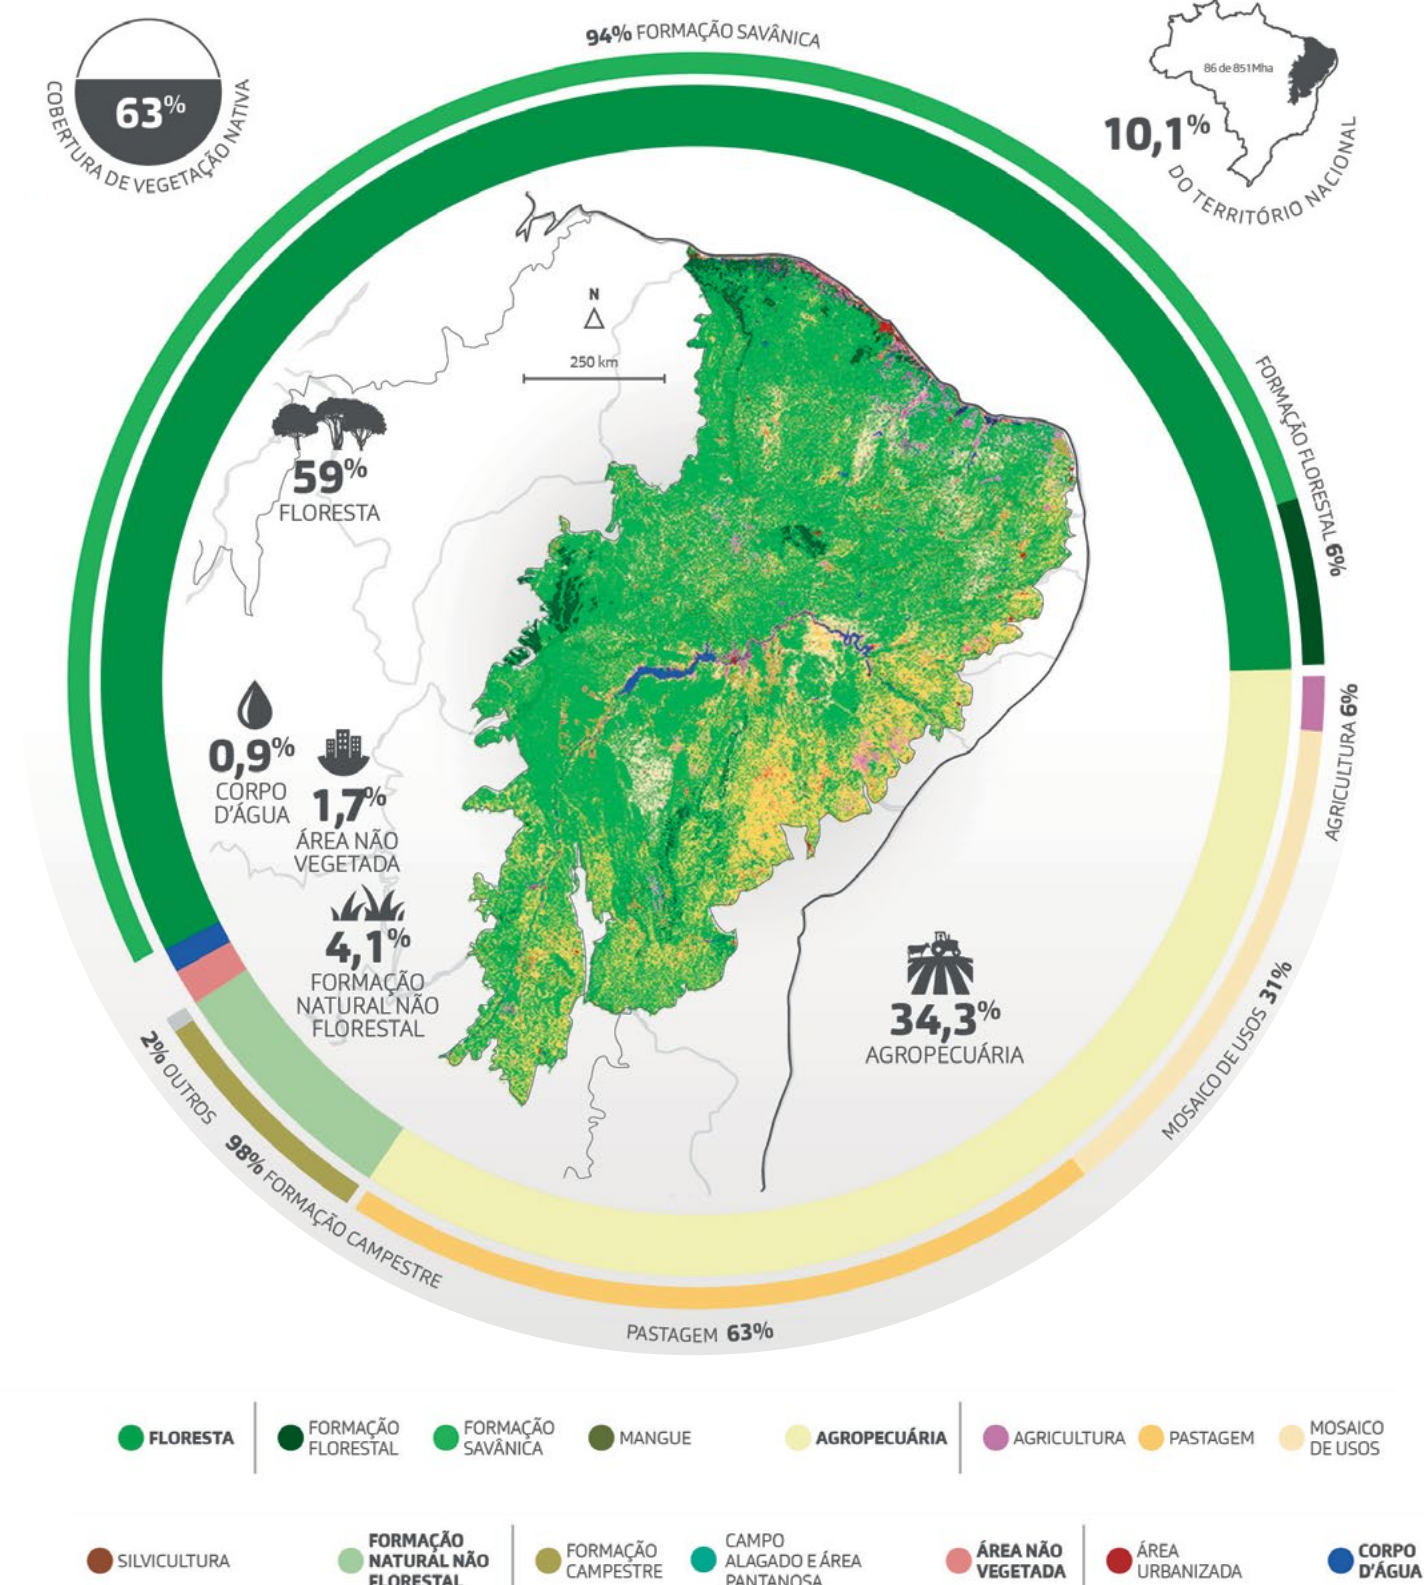 63%
COBERTURA DE VEGETAÇÃO NATIVA
94% FORMAÇÃO SAVÂNICA
86 de 851Mha
10,1%
DO TERRITÓRIO NACIONAL
N
250 km
59%
FLORESTA
FORMAÇÃO FLORESTAL 6%
0,9%
CORPO
D'ÁGUA
1,7%
ÁREA NÃO
VEGETADA
4,1%
FORMAÇÃO
NATURAL NÃO
FLORESTAL
AGRICULTURA 6%
34,3%
AGROPECUÁRIA
MOSAICO DE USOS 31%
2% OUTROS
98% FORMAÇÃO CAMPESTRE
PASTAGEM 63%
FLORESTA
FORMAÇÃO
FLORESTAL
FORMAÇÃO
SAVÂNICA
MANGUE
AGROPECUÁRIA
AGRICULTURA
PASTAGEM
MOSAICO
DE USOS
SILVICULTURA
FORMAÇÃO
NATURAL NÃO
FLORESTAL
FORMAÇÃO
CAMPESTRE
CAMPO
ALAGADO E ÁREA
PANTANOSA
ÁREA NÃO
VEGETADA
ÁREA
URBANIZADA
CORPO
D'ÁGUA